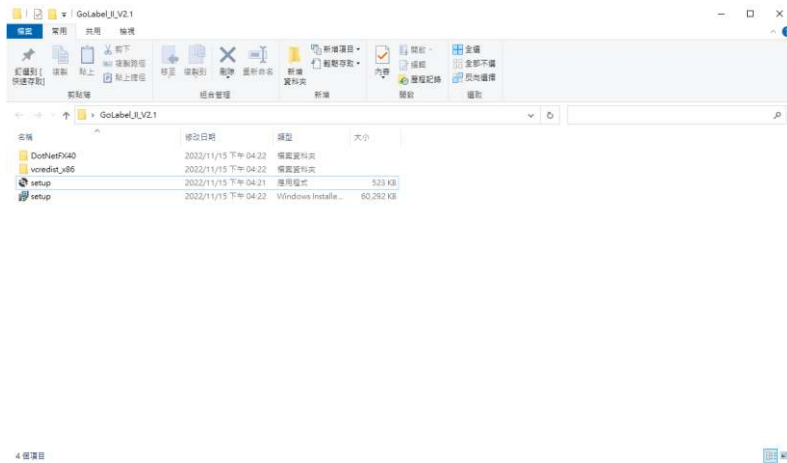 GoLabel_II_V2.1
檔案 常用 共用 檢視
釘選到 [快速存取]
複製
貼上
剪下
複製路徑
貼上捷徑
剪貼簿
移至
複製到
刪除
重新命名
組合管理
新增資料夾
新增項目
輕鬆存取
新增
內容
開啟
編輯
歷程記錄
開啟
全選
全部不選
反向選擇
選取
GoLabel_II_V2.1
名稱 修改日期 類型 大小
DotNetFX40 2022/11/15 下午 04:22 檔案資料夾
vcredist_x86 2022/11/15 下午 04:22 檔案資料夾
setup 2022/11/15 下午 04:21 應用程式 523 KB
setup 2022/11/15 下午 04:22 Windows Installe... 60,292 KB
4 個項目